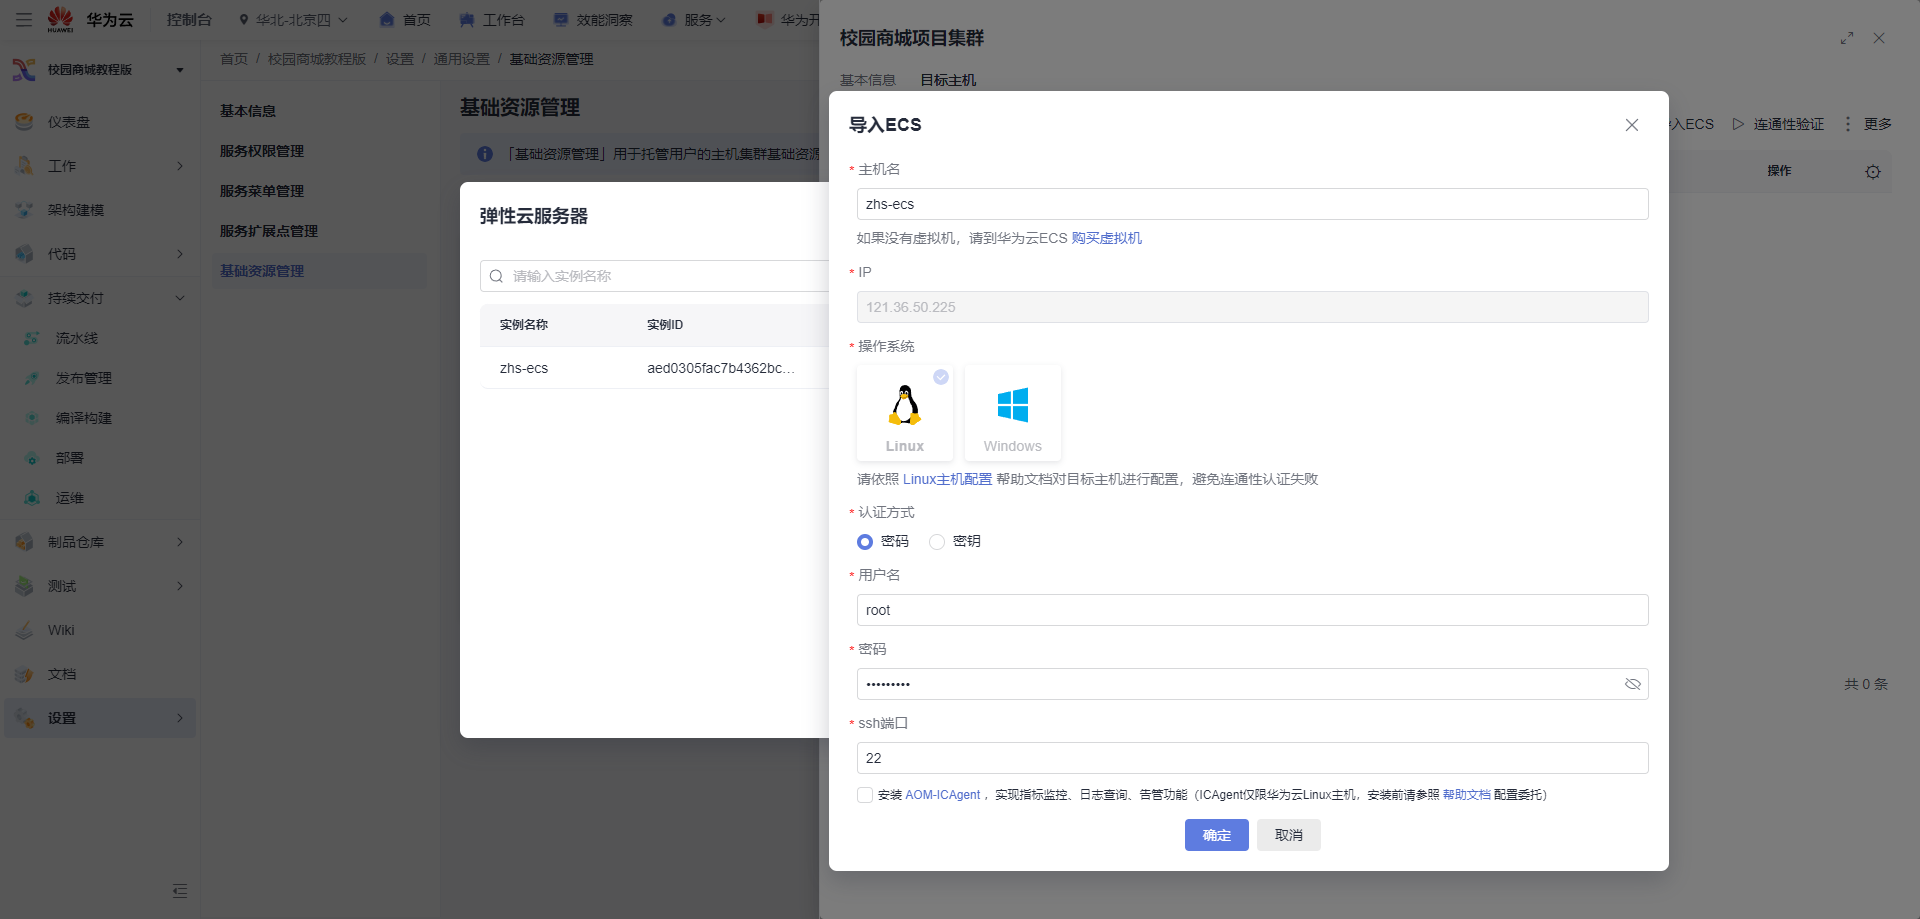 HUAWEI
华为云
控制台
华北-北京四
首页
工作台
效能洞察
服务
华为开
校园商城教程版
仪表盘
工作
架构建模
代码
持续交付
流水线
发布管理
编译构建
部署
运维
制品仓库
测试
Wiki
文档
设置
首页 / 校园商城教程版 / 设置 / 通用设置 / 基础资源管理
基本信息
服务权限管理
服务菜单管理
服务扩展点管理
基础资源管理
基础资源管理
「基础资源管理」用于托管用户的主机集群基础资源
弹性云服务器
请输入实例名称
实例名称 实例ID
zhs-ecs aed0305fac7b4362bc...
校园商城项目集群
基本信息 目标主机
入ECS 连通性验证 更多
操作
共 0 条
导入ECS
* 主机名
zhs-ecs
如果没有虚拟机，请到华为云ECS 购买虚拟机
* IP
121.36.50.225
* 操作系统
Linux Windows
请依照 Linux主机配置 帮助文档对目标主机进行配置，避免连通性认证失败
* 认证方式
密码 密钥
* 用户名
root
* 密码
•••••••••
* ssh端口
22
安装 AOM-ICAgent ，实现指标监控、日志查询、告管功能（ICAgent仅限华为云Linux主机，安装前请参照 帮助文档 配置委托）
确定 取消